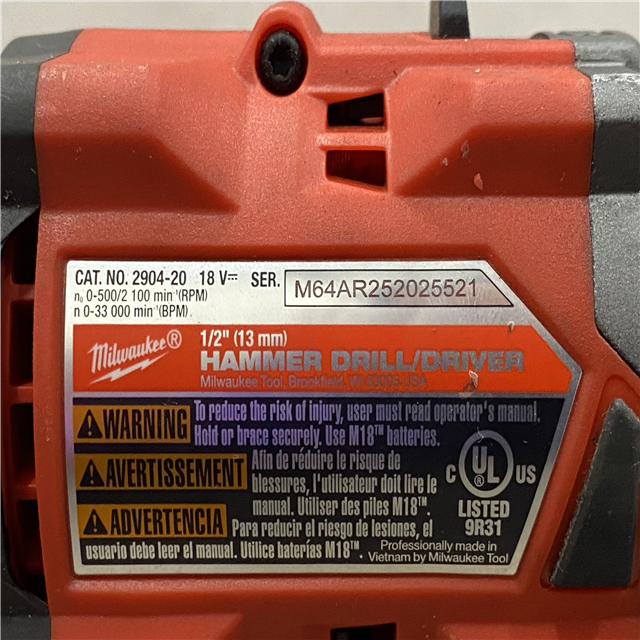 CAT. NO. 2904-20 18 V⎓ SER. M64AR252025521
n₀ 0-500/2 100 min⁻¹(RPM)
n 0-33 000 min⁻¹(BPM)
Milwaukee®
1/2" (13 mm)
HAMMER DRILL/DRIVER
Milwaukee Tool, Brookfield, WI 53005 USA
WARNING To reduce the risk of injury, user must read operator's manual.
Hold or brace securely. Use M18™ batteries.
AVERTISSEMENT Afin de réduire le risque de
blessures, l'utilisateur doit lire le
manual. Utiliser des piles M18™.
ADVERTENCIA Para reducir el riesgo de lesiones, el
usuario debe leer el manual. Utilice baterías M18™.
C UL US
LISTED
9R31
Professionally made in
Vietnam by Milwaukee Tool